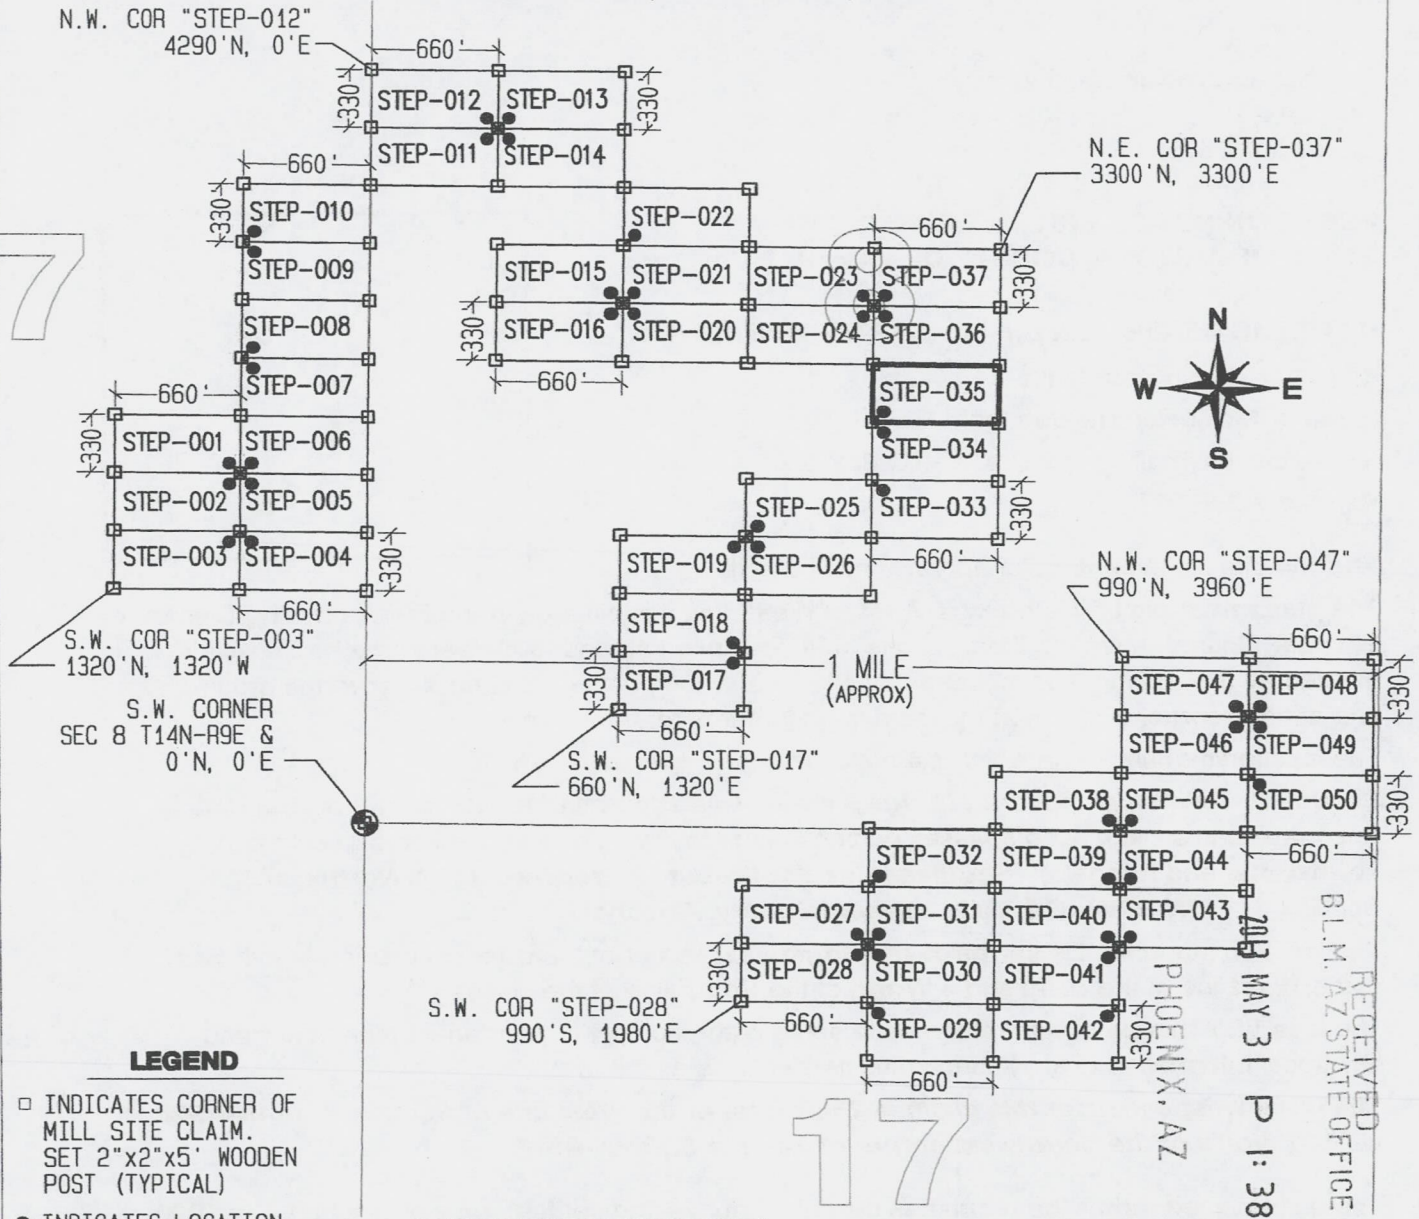 N.W. COR "STEP-012"
4290'N, 0'E
660'
330
STEP-012
STEP-013
330
STEP-011
STEP-014
N.E. COR "STEP-037"
3300'N, 3300'E
660'
330
STEP-010
STEP-022
660'
7
STEP-009
STEP-015
STEP-021
STEP-023
STEP-037
330
330
STEP-008
STEP-016
STEP-020
STEP-024
STEP-036
N
W
E
S
660'
STEP-007
STEP-035
660'
330
STEP-001
STEP-006
STEP-034
STEP-002
STEP-005
STEP-025
STEP-033
330
STEP-003
STEP-004
330
STEP-019
STEP-026
660'
N.W. COR "STEP-047"
990'N, 3960'E
660'
STEP-018
660'
S.W. COR "STEP-003"
1320'N, 1320'W
1 MILE
(APPROX)
330
STEP-017
STEP-047
STEP-048
330
S.W. CORNER
SEC 8 T14N-R9E &
0'N, 0'E
660'
S.W. COR "STEP-017"
660'N, 1320'E
STEP-046
STEP-049
STEP-038
STEP-045
STEP-050
330
STEP-032
STEP-039
STEP-044
660'
STEP-027
STEP-031
STEP-040
STEP-043
330
STEP-028
STEP-030
STEP-041
S.W. COR "STEP-028"
990'S, 1980'E
660'
STEP-029
STEP-042
330
660
17
RECEIVED
B.L.M. AZ STATE OFFICE
2013 MAY 31 P 1:38
PHOENIX, AZ
LEGEND
□ INDICATES CORNER OF
MILL SITE CLAIM.
SET 2"x2"x5' WOODEN
POST (TYPICAL)
● INDICATES LOCATION